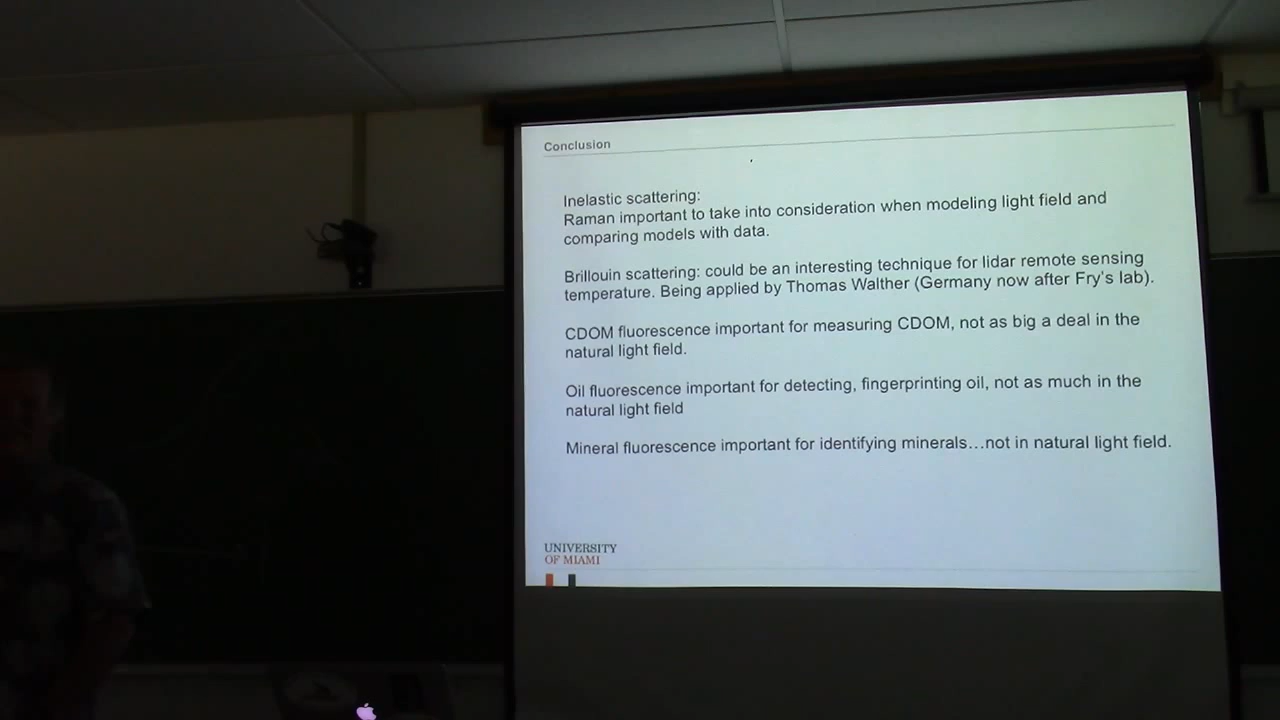 Conclusion
Inelastic scattering:
Raman important to take into consideration when modeling light field and
comparing models with data.
Brillouin scattering: could be an interesting technique for lidar remote sensing
temperature. Being applied by Thomas Walther (Germany now after Fry's lab).
CDOM fluorescence important for measuring CDOM, not as big a deal in the
natural light field.
Oil fluorescence important for detecting, fingerprinting oil, not as much in the
natural light field
Mineral fluorescence important for identifying minerals…not in natural light field.
UNIVERSITY
OF MIAMI